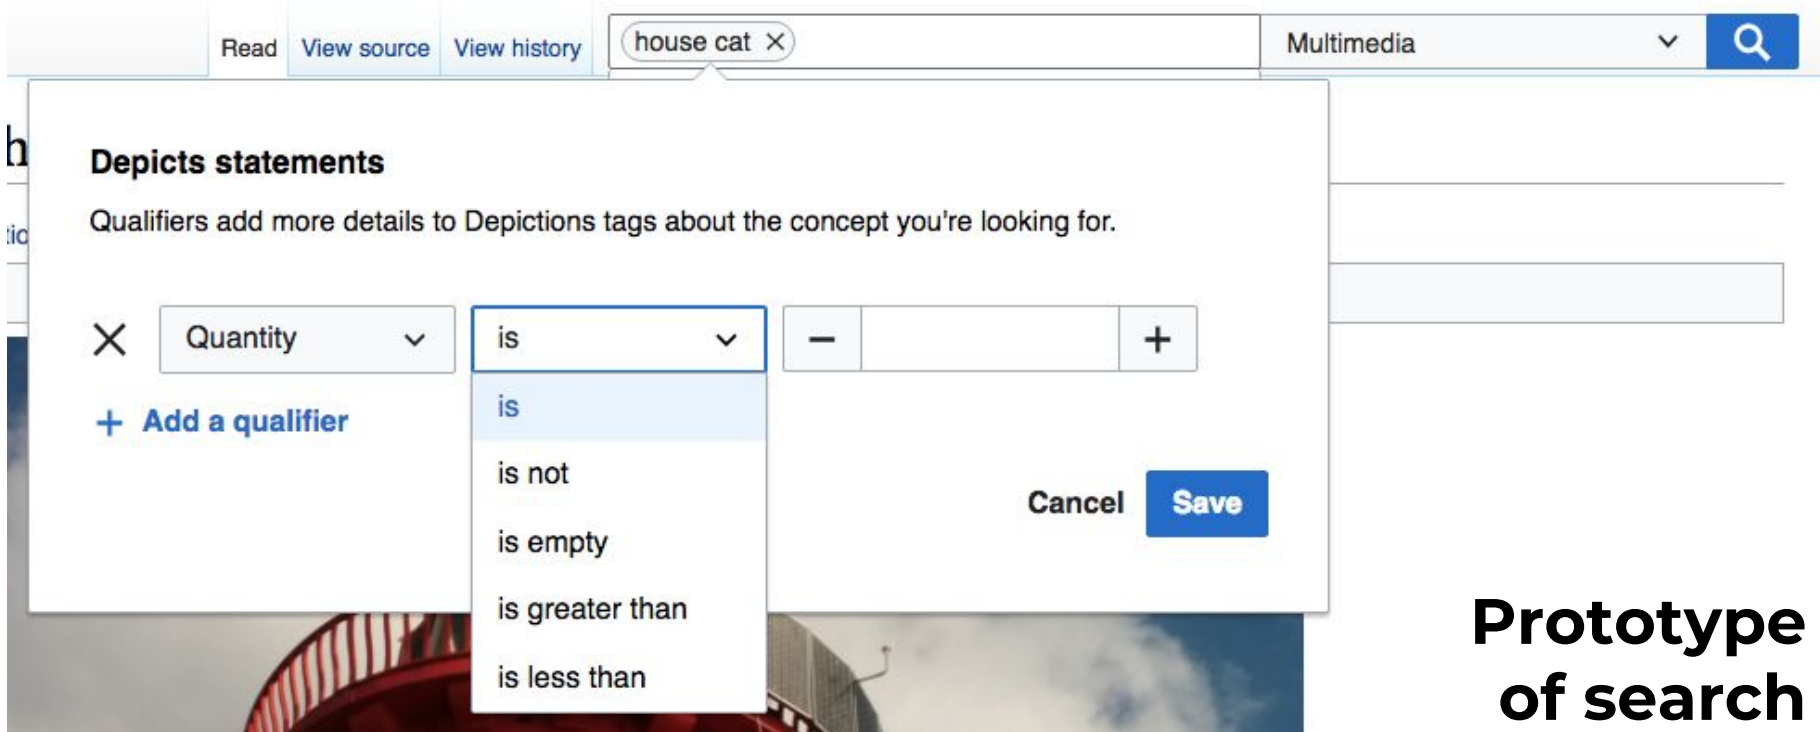 Read View source View history house cat Multimedia
h
Depicts statements
Qualifiers add more details to Depictions tags about the concept you're looking for.
tio
Quantity is
is
Add a qualifier
is not
Cancel Save
is empty
is greater than
is less than
Prototype
of search